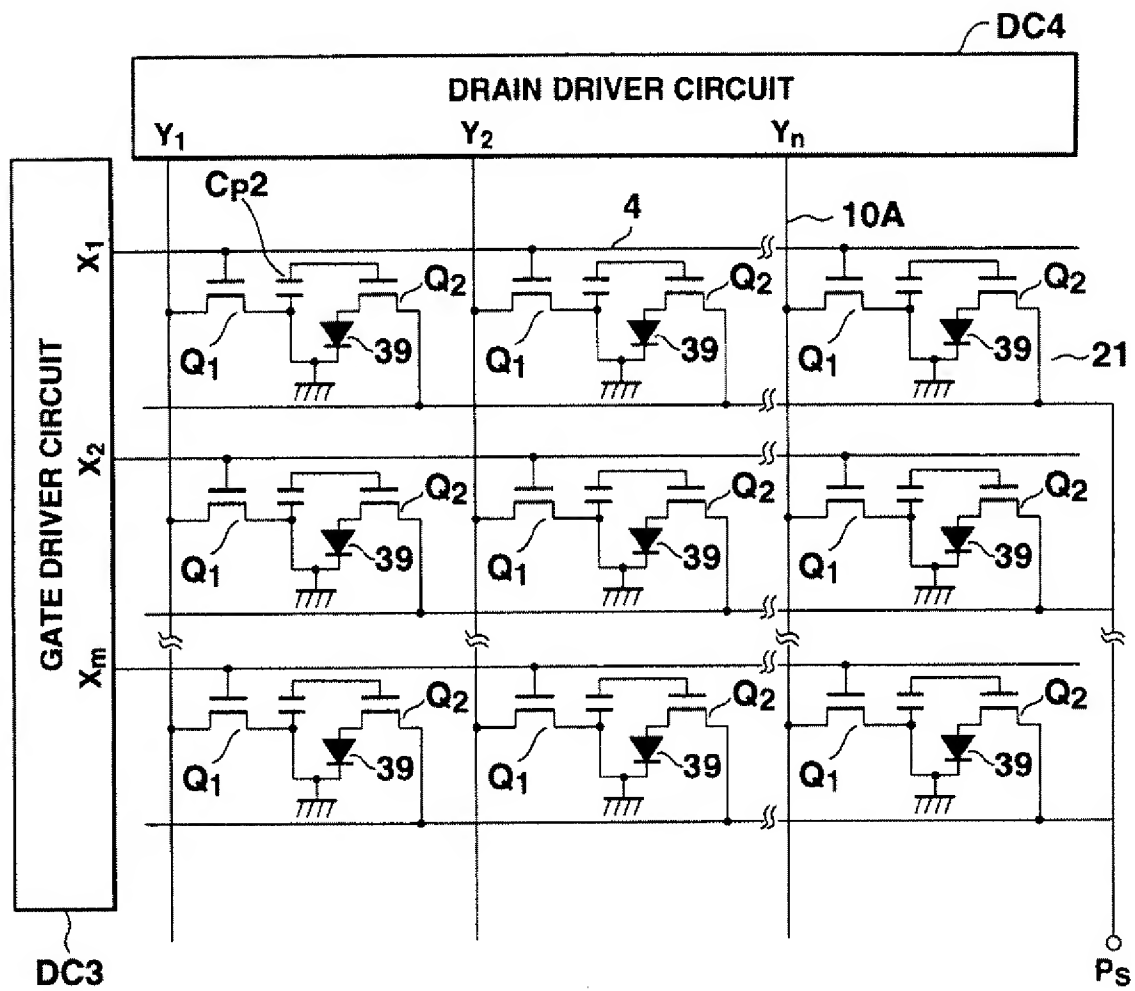 DC4
DRAIN DRIVER CIRCUIT
Y1 Y2 Yn
Cp2 4 10A
X1
Q2 Q2 Q2
Q1 39 Q1 39 Q1 39 21
GATE DRIVER CIRCUIT
X2
Q2 Q2 Q2
Q1 39 Q1 39 Q1 39
Xm
Q2 Q2 Q2
Q1 39 Q1 39 Q1 39
DC3 Ps